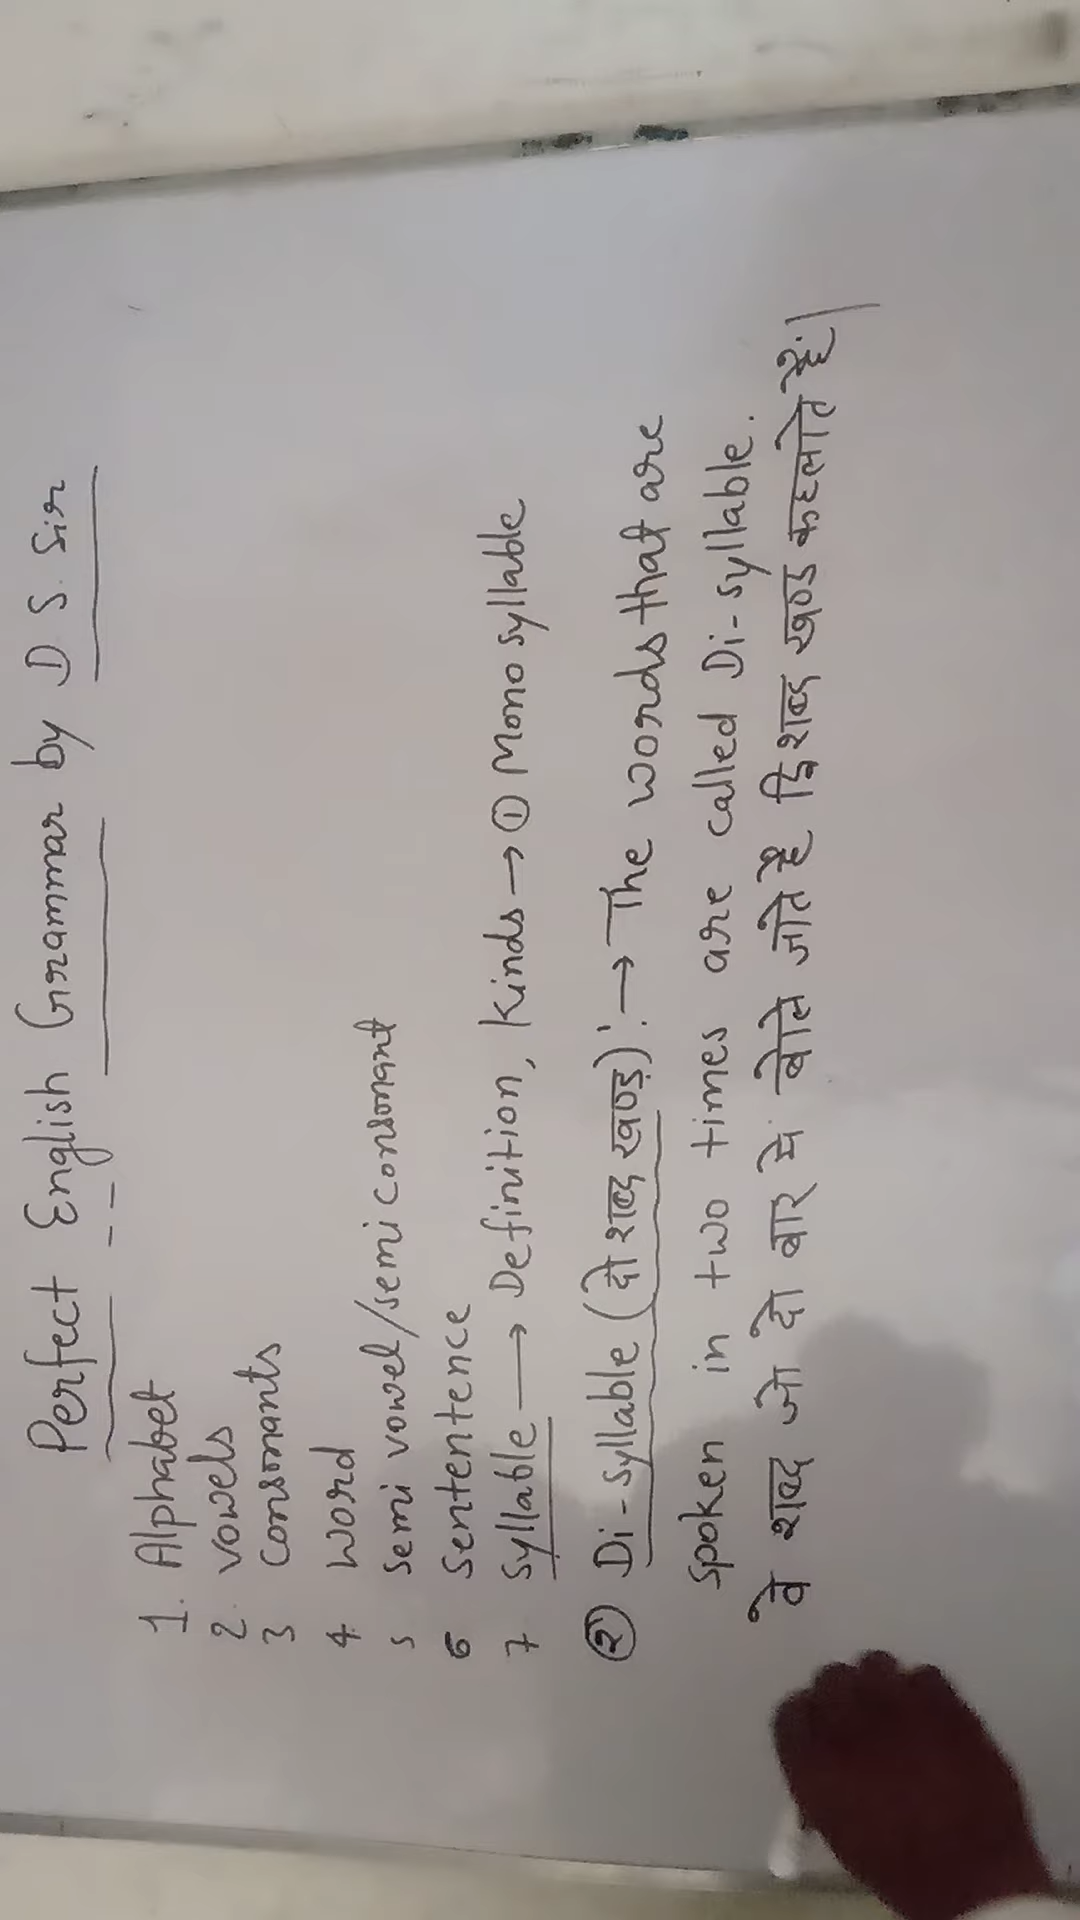 Perfect English Grammar by D S. Sir
1. Alphabet
2. vowels
3 consonants
4. word
5 semi vowel/semi consonant
6 sentence
7 syllable → Definition, kinds → ① Mono syllable
② Di-syllable (दो शब्द खण्ड) :→ The words that are
spoken in two times are called Di-syllable.
वे शब्द जो दो बार में बोले जाते हैं द्विशब्द खण्ड कहलाते हैं।